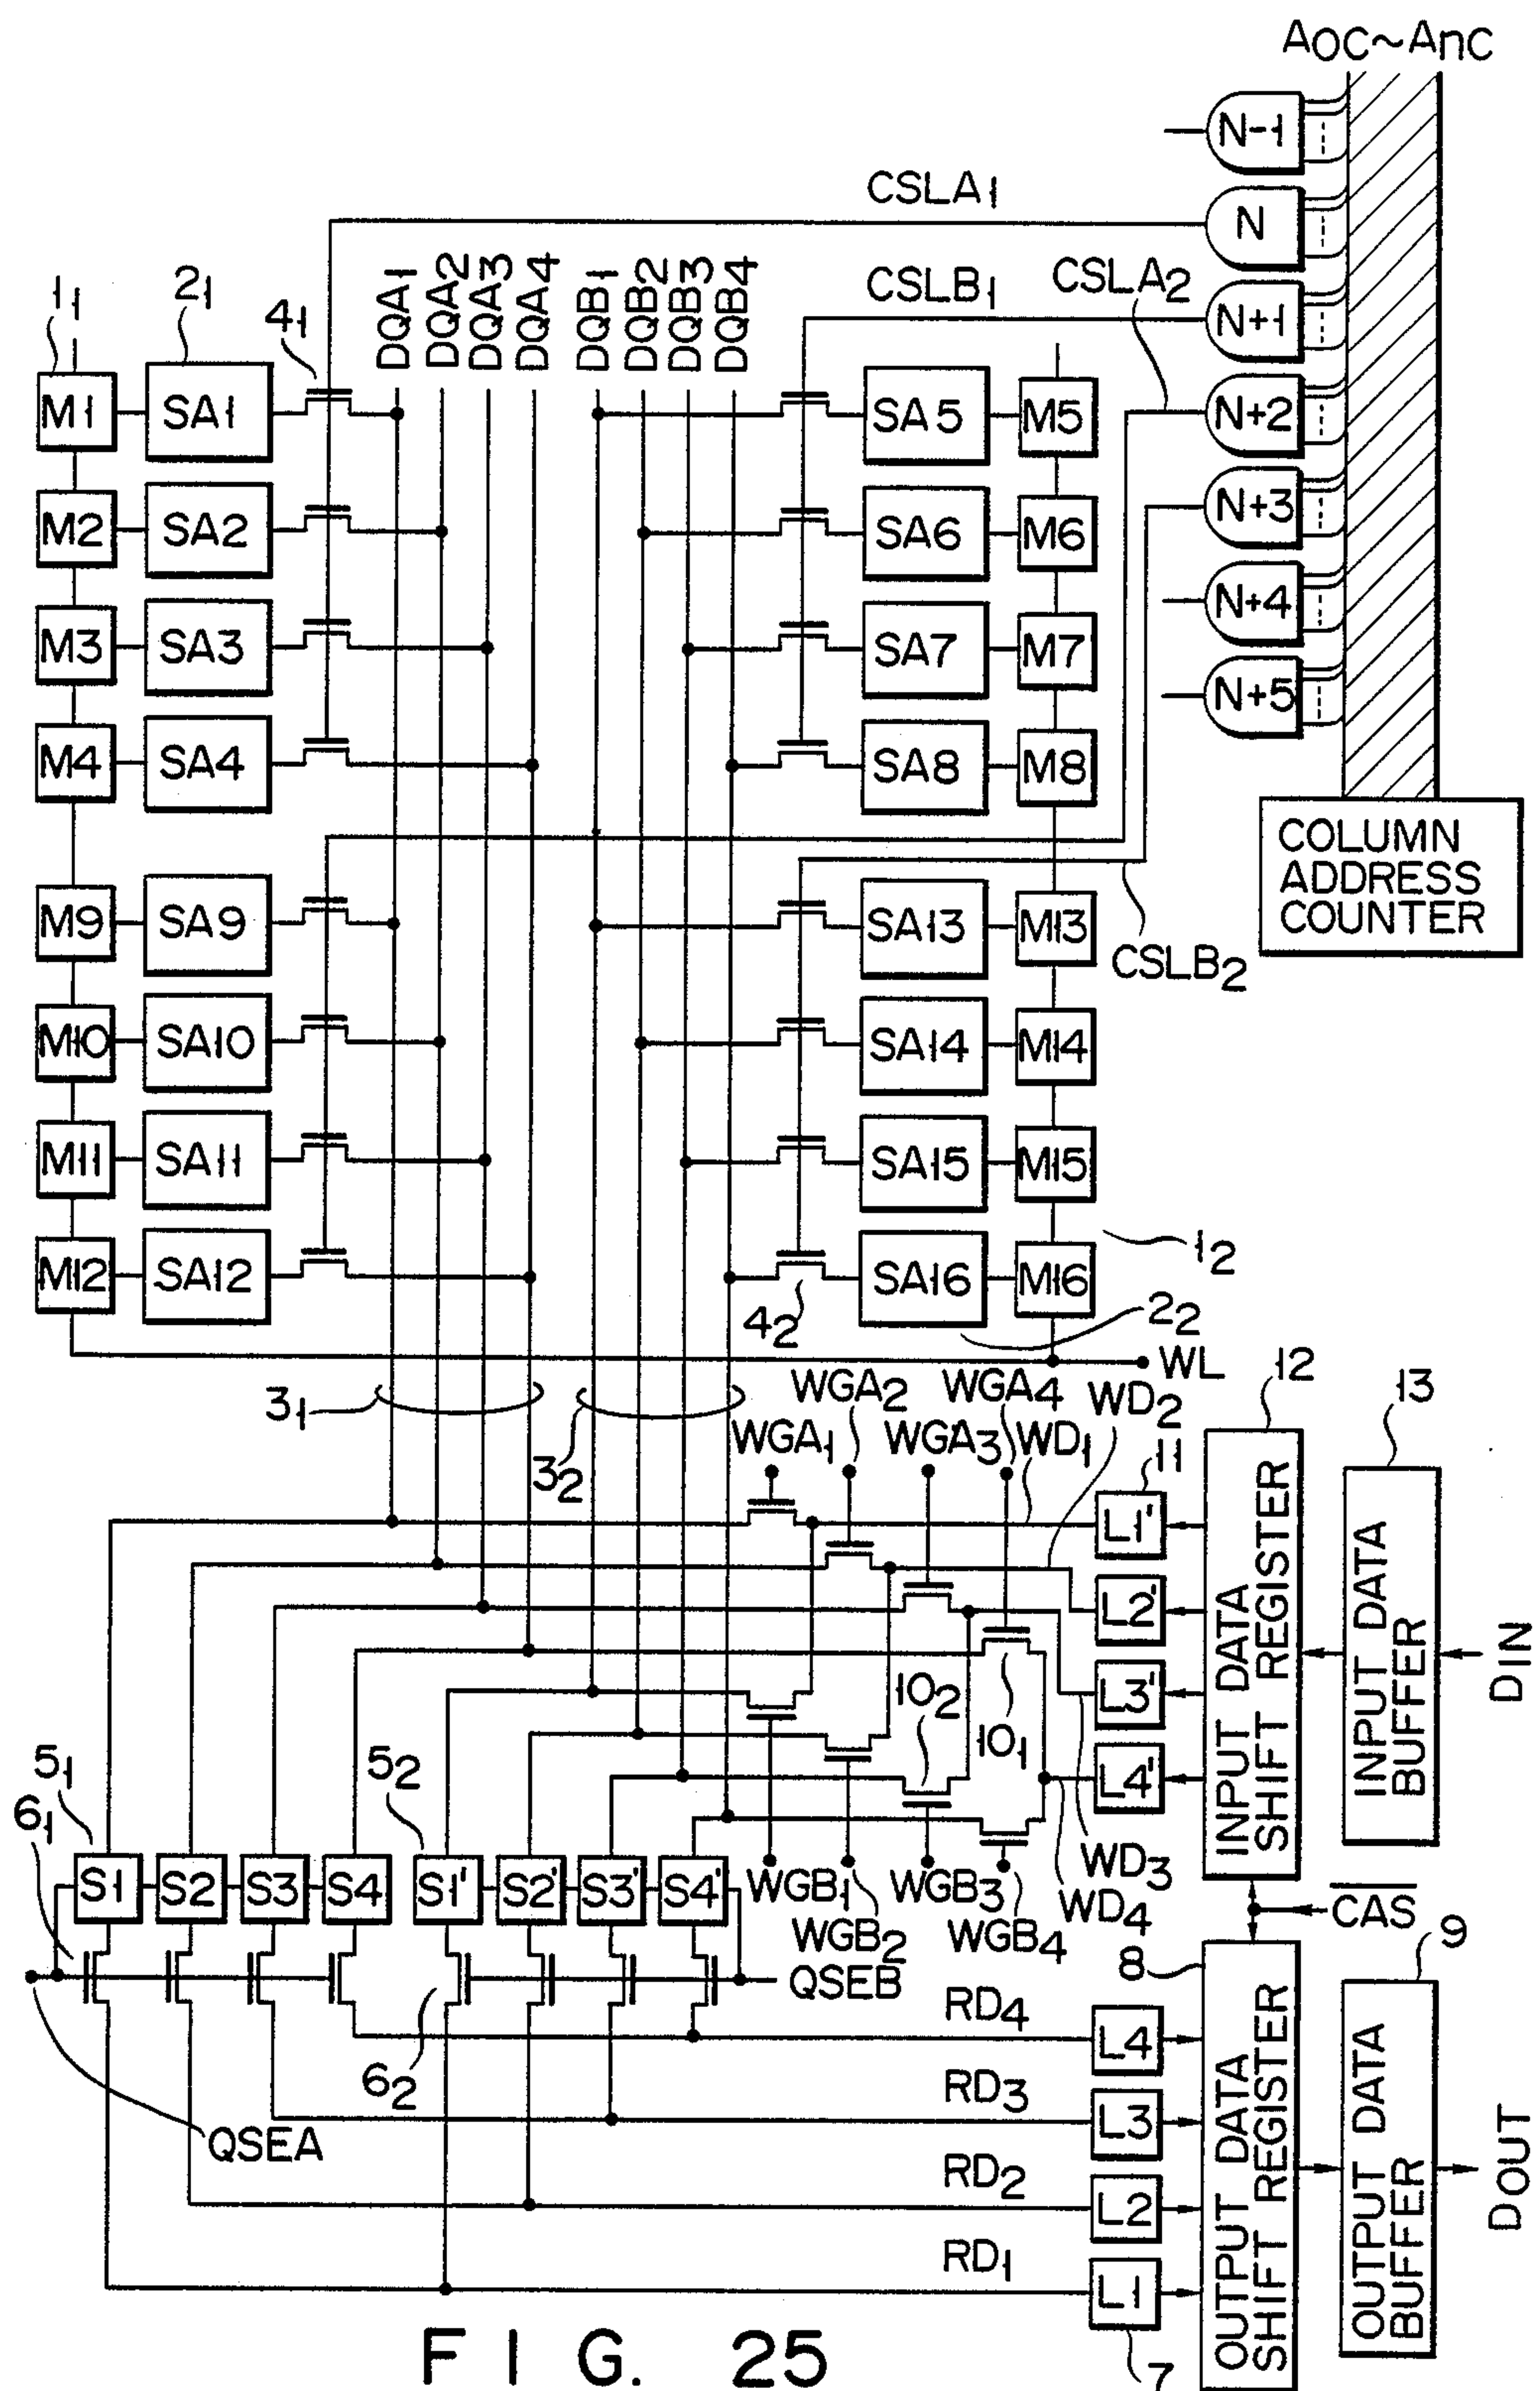 A0C~AnC
N-1
CSLA1
N
11
21
41
DQA1
DQA2
DQA3
DQA4
DQB1
DQB2
DQB3
DQB4
CSLB1
CSLA2
N+1
M1
SA1
SA5
M5
N+2
M2
SA2
SA6
M6
N+3
M3
SA3
SA7
M7
N+4
M4
SA4
SA8
M8
N+5
COLUMN
ADDRESS
COUNTER
M9
SA9
SA13
M13
CSLB2
M10
SA10
SA14
M14
M11
SA11
SA15
M15
M12
SA12
SA16
M16
12
42
22
WL
31
32
WGA1
WGA2
WGA3
WGA4
WD1
WD2
11
12
13
L1'
L2'
L3'
L4'
INPUT DATA
SHIFT REGISTER
INPUT DATA
BUFFER
DIN
102
101
51
52
61
S1
S2
S3
S4
S1'
S2'
S3'
S4'
WGB1
WGB2
WGB3
WGB4
WD3
WD4
CAS
QSEB
8
9
62
QSEA
RD4
L4
RD3
L3
RD2
L2
RD1
L1
7
OUTPUT DATA
SHIFT REGISTER
OUTPUT DATA
BUFFER
DOUT
FIG. 25